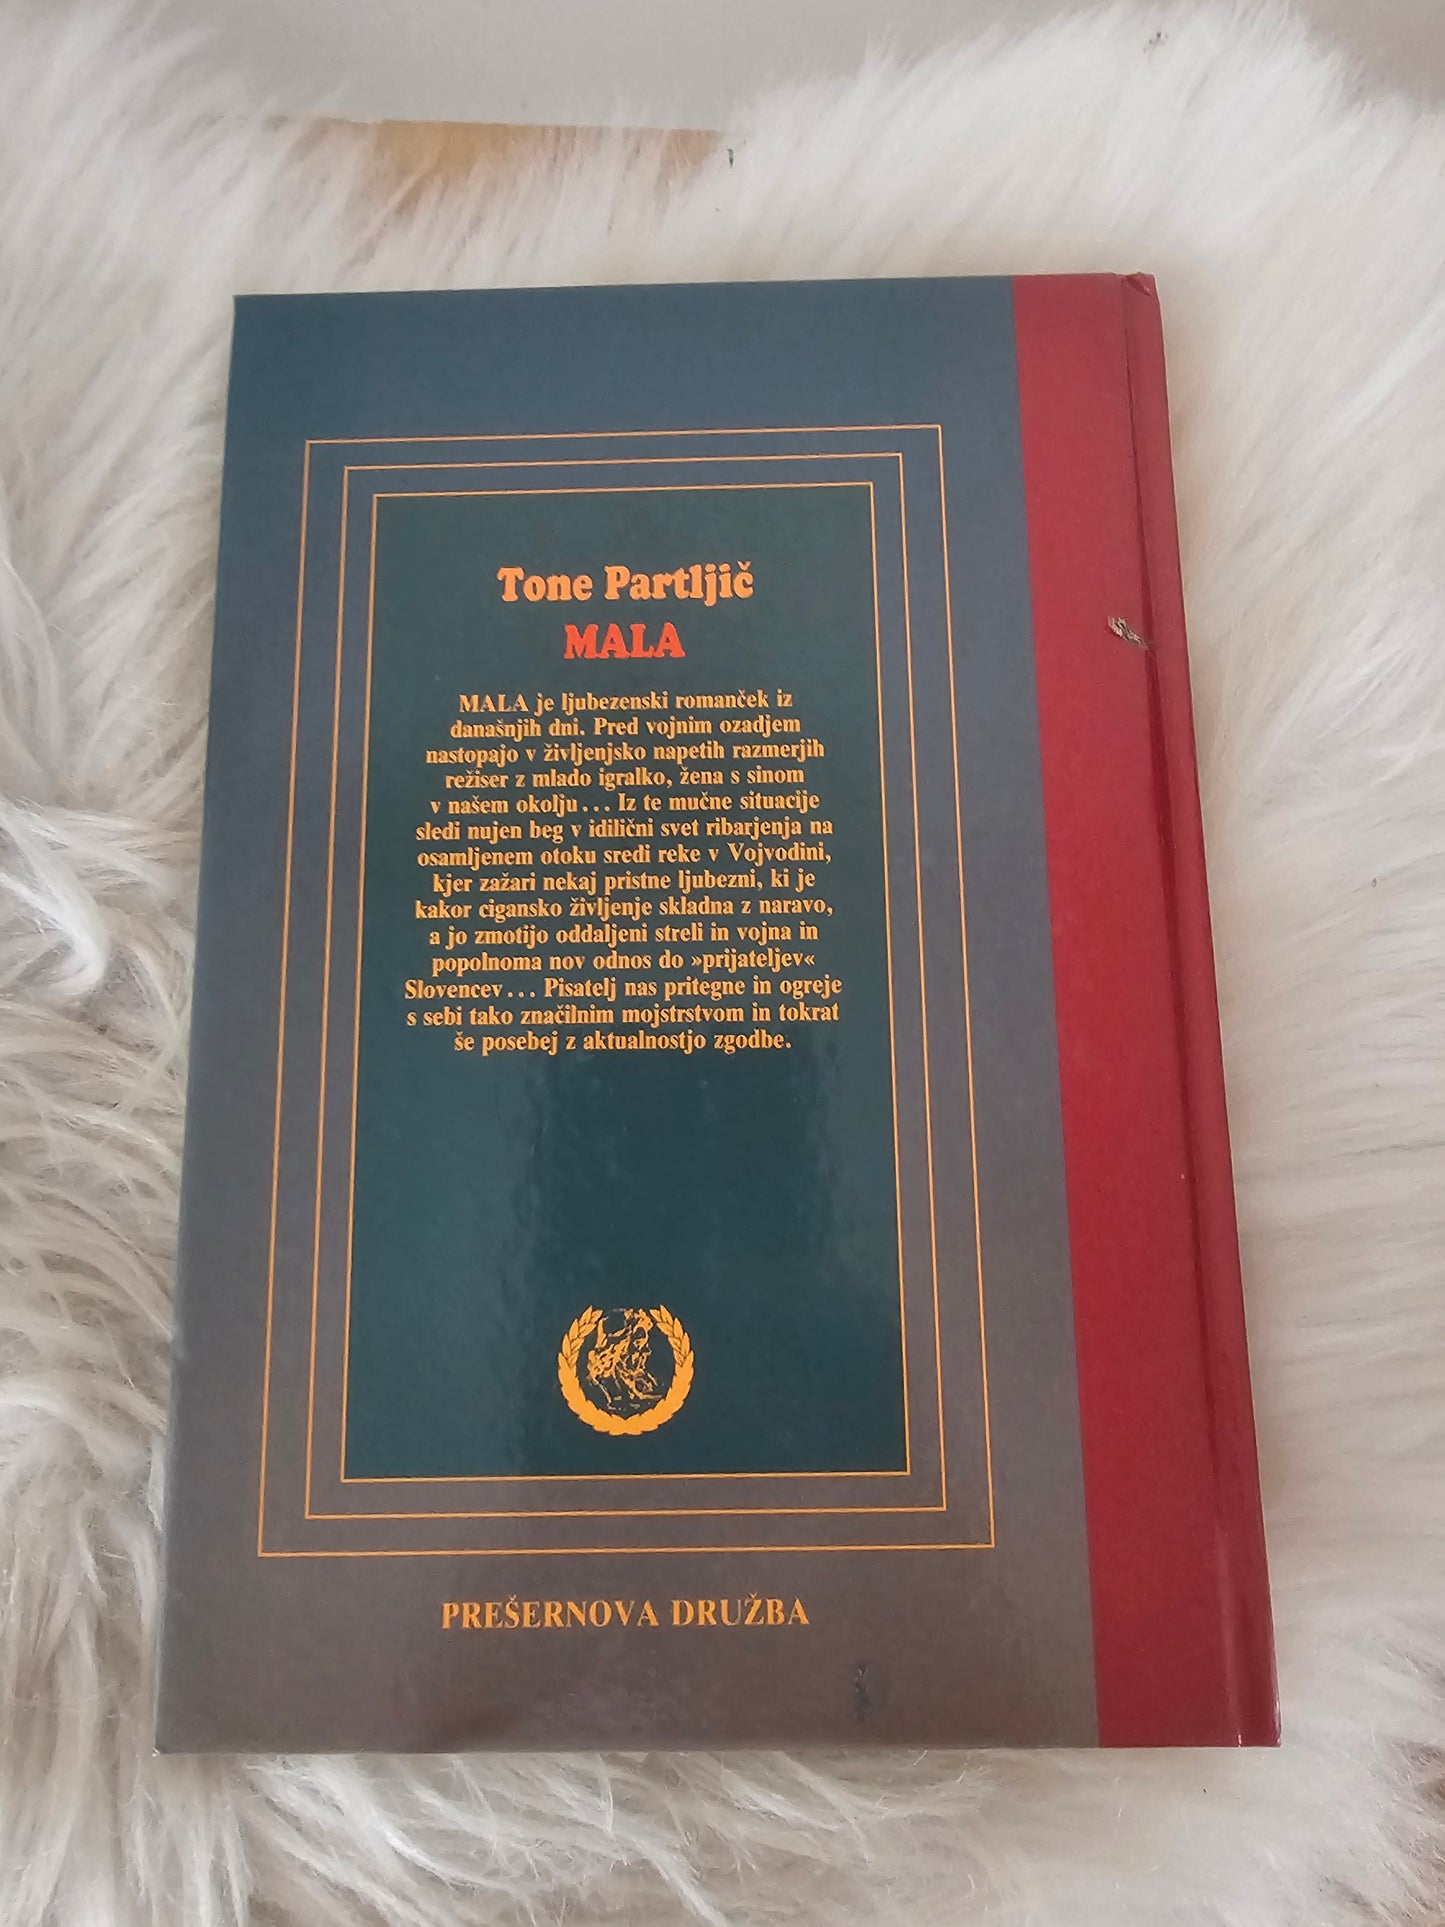 Tone Partljič
MALA
MALA je ljubezenski romanček iz
današnjih dni. Pred vojnim ozadjem
nastopajo v življenjsko napetih razmerjih
režiser z mlado igralko, žena s sinom
v našem okolju... Iz te mučne situacije
sledi nujen beg v idilični svet ribarjenja na
osamljenem otoku sredi reke v Vojvodini,
kjer zažari nekaj pristne ljubezni, ki je
kakor cigansko življenje skladna z naravo,
a jo zmotijo oddaljeni streli in vojna in
popolnoma nov odnos do »prijateljev«
Slovencev... Pisatelj nas pritegne in ogreje
s sebi tako značilnim mojstrstvom in tokrat
še posebej z aktualnostjo zgodbe.
PREŠERNOVA DRUŽBA